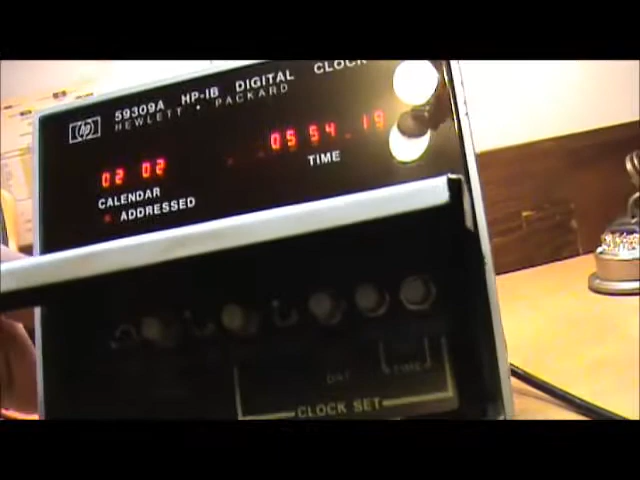 hp 59309A HP-IB DIGITAL CLOCK
HEWLETT • PACKARD
02 02 05 54 19
CALENDAR TIME
ADDRESSED
DAY TIME
CLOCK SET